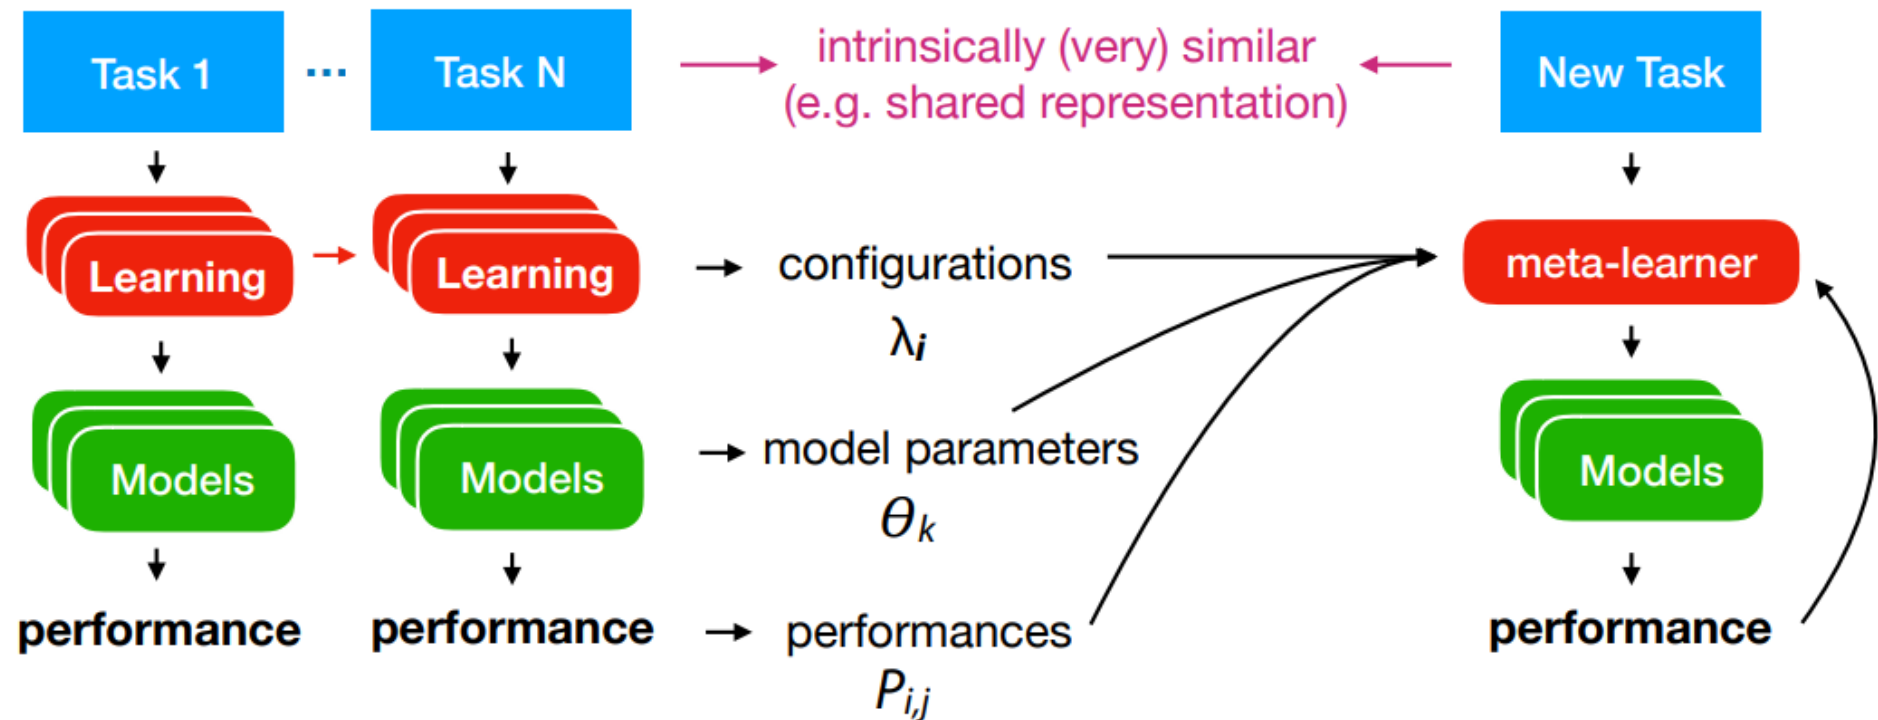 Task 1
...
Task N
intrinsically (very) similar
(e.g. shared representation)
New Task
Learning
Learning
configurations
λi
meta-learner
Models
Models
model parameters
θk
Models
performance
performance
performances
Pi,j
performance